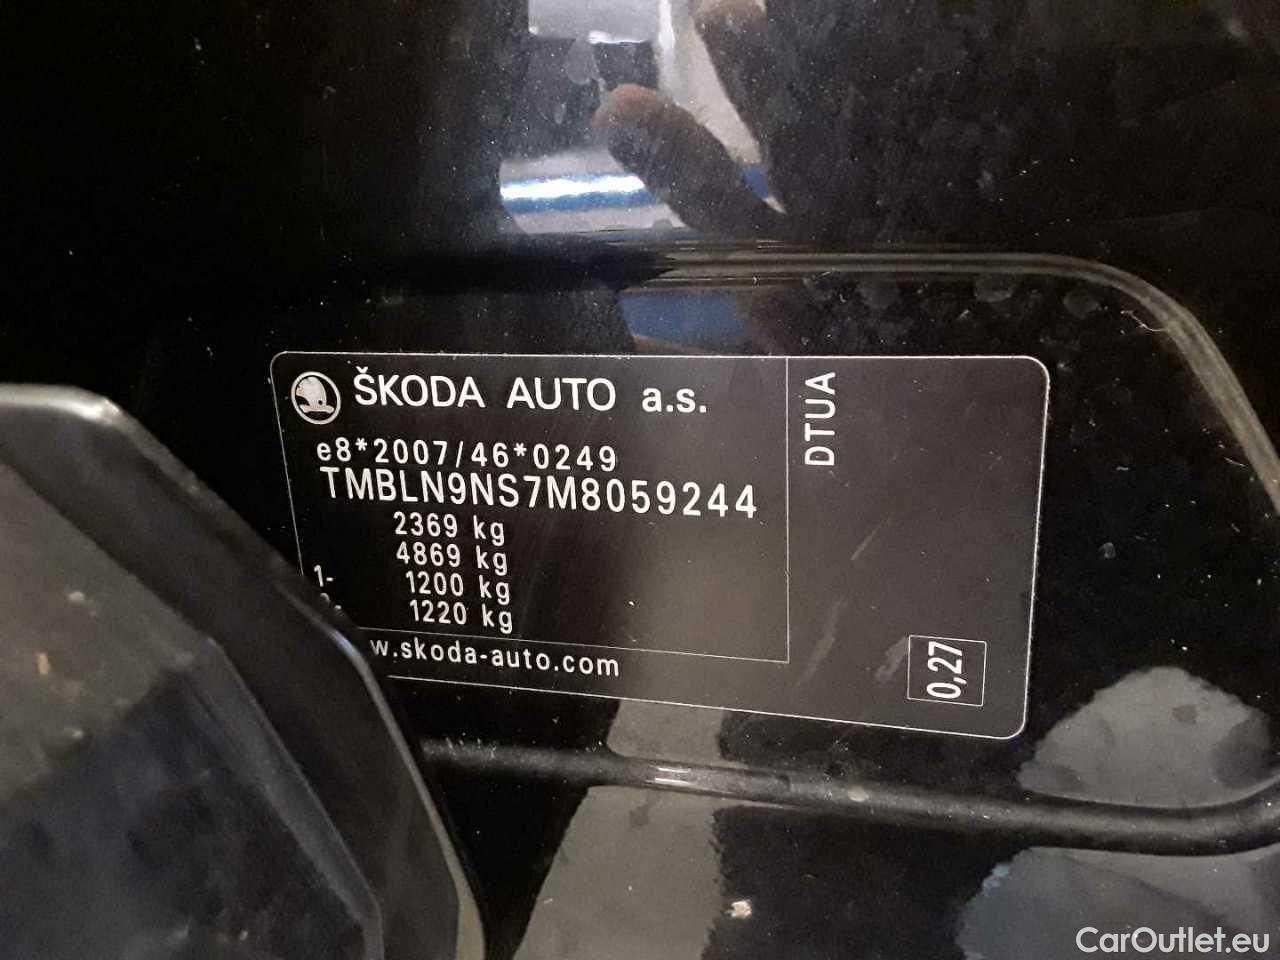 ŠKODA AUTO a.s.
e8*2007/46*0249
TMBLN9NS7M8059244
2369 kg
4869 kg
1- 1200 kg
1220 kg
w.skoda-auto.com
DTUA
0,27
CarOutlet.eu